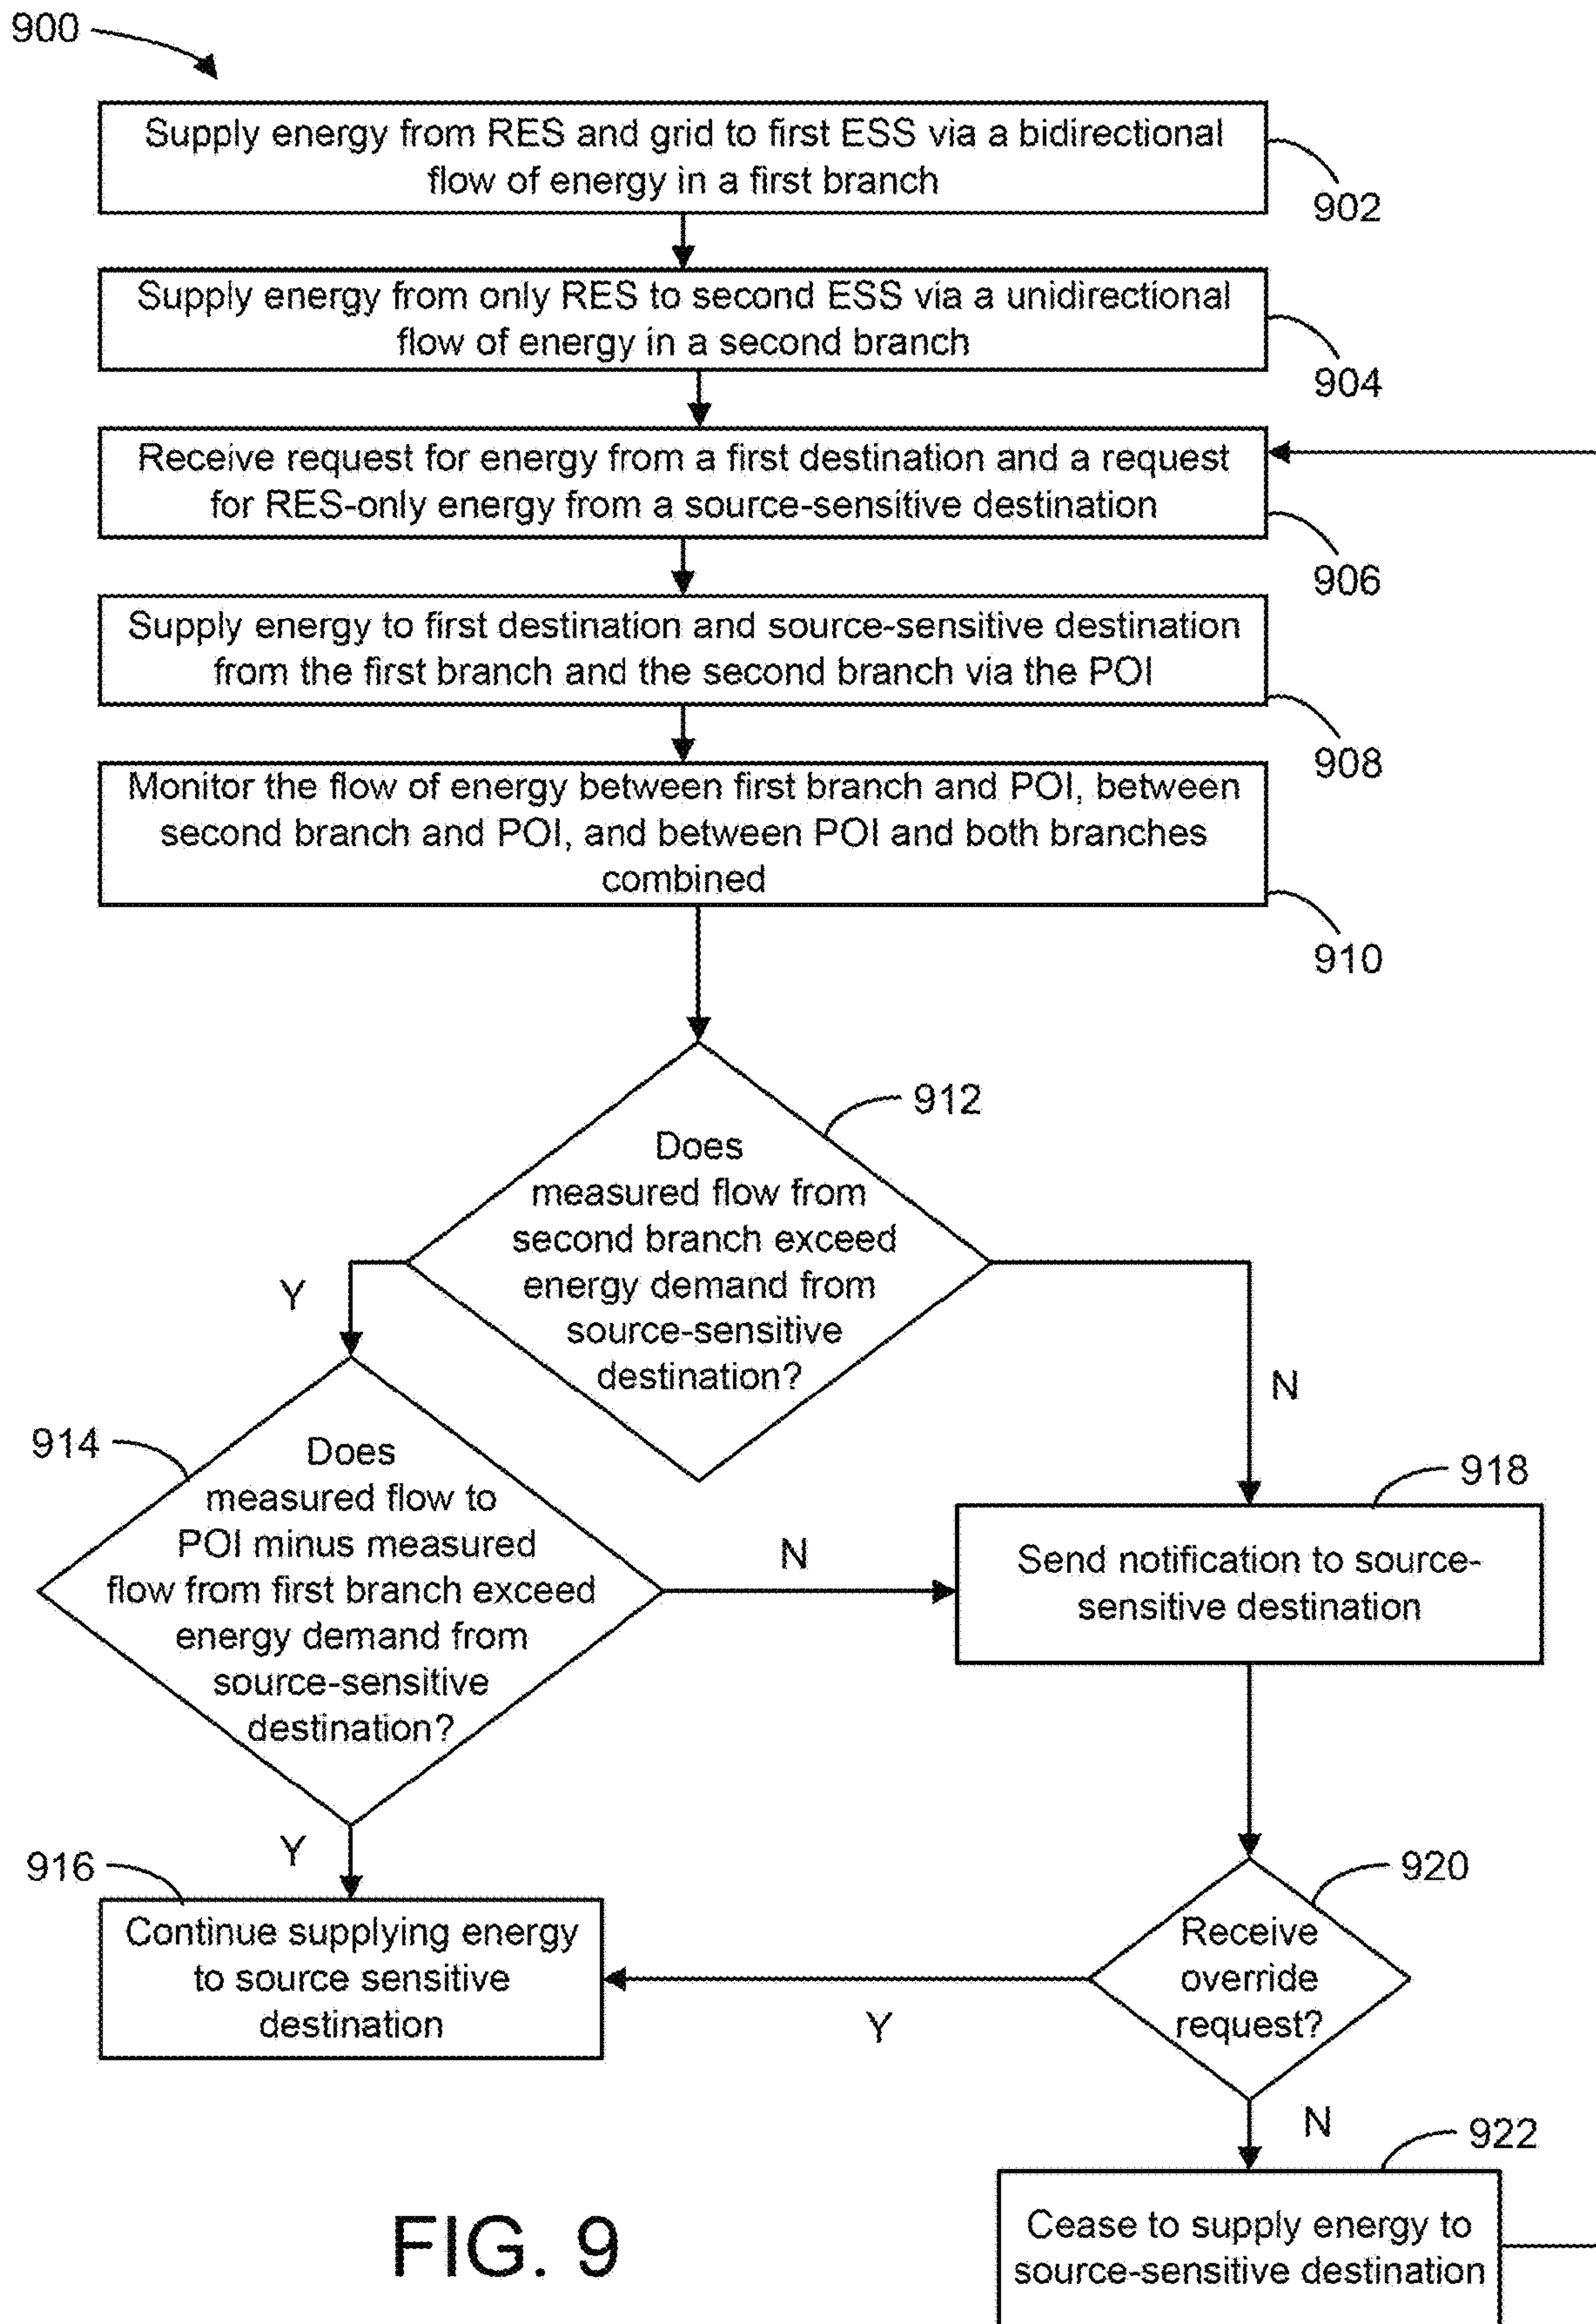 900
Supply energy from RES and grid to first ESS via a bidirectional
flow of energy in a first branch
902
Supply energy from only RES to second ESS via a unidirectional
flow of energy in a second branch
904
Receive request for energy from a first destination and a request
for RES-only energy from a source-sensitive destination
906
Supply energy to first destination and source-sensitive destination
from the first branch and the second branch via the POI
908
Monitor the flow of energy between first branch and POI, between
second branch and POI, and between POI and both branches
combined
910
912
Does
measured flow from
second branch exceed
energy demand from
source-sensitive
destination?
Y
N
914
Does
measured flow to
POI minus measured
flow from first branch exceed
energy demand from
source-sensitive
destination?
N
918
Send notification to source-
sensitive destination
Y
916
Continue supplying energy
to source sensitive
destination
920
Receive
override
request?
Y
N
922
Cease to supply energy to
source-sensitive destination
FIG. 9